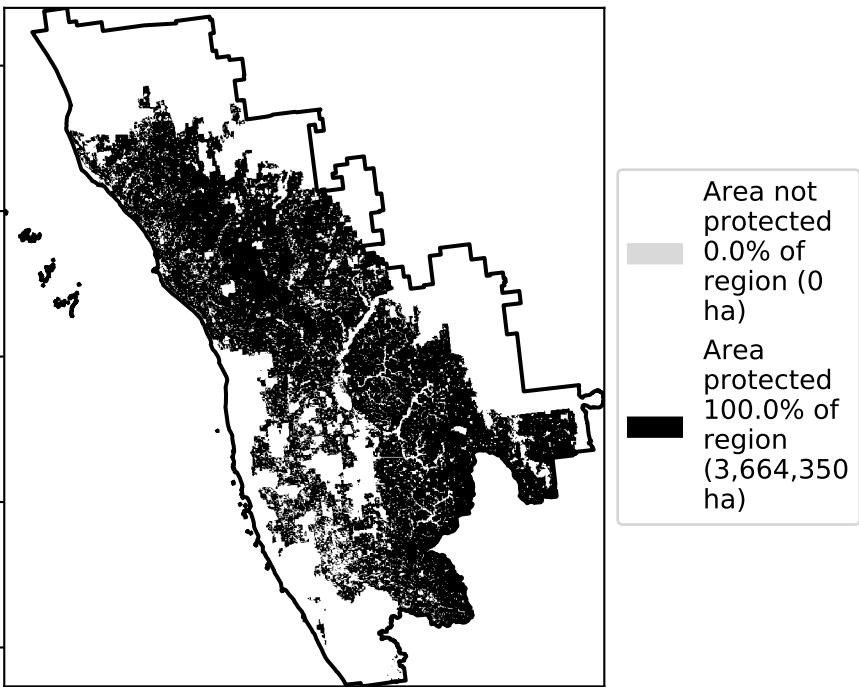 Area not
protected
0.0% of
region (0
ha)
Area
protected
100.0% of
region
(3,664,350
ha)